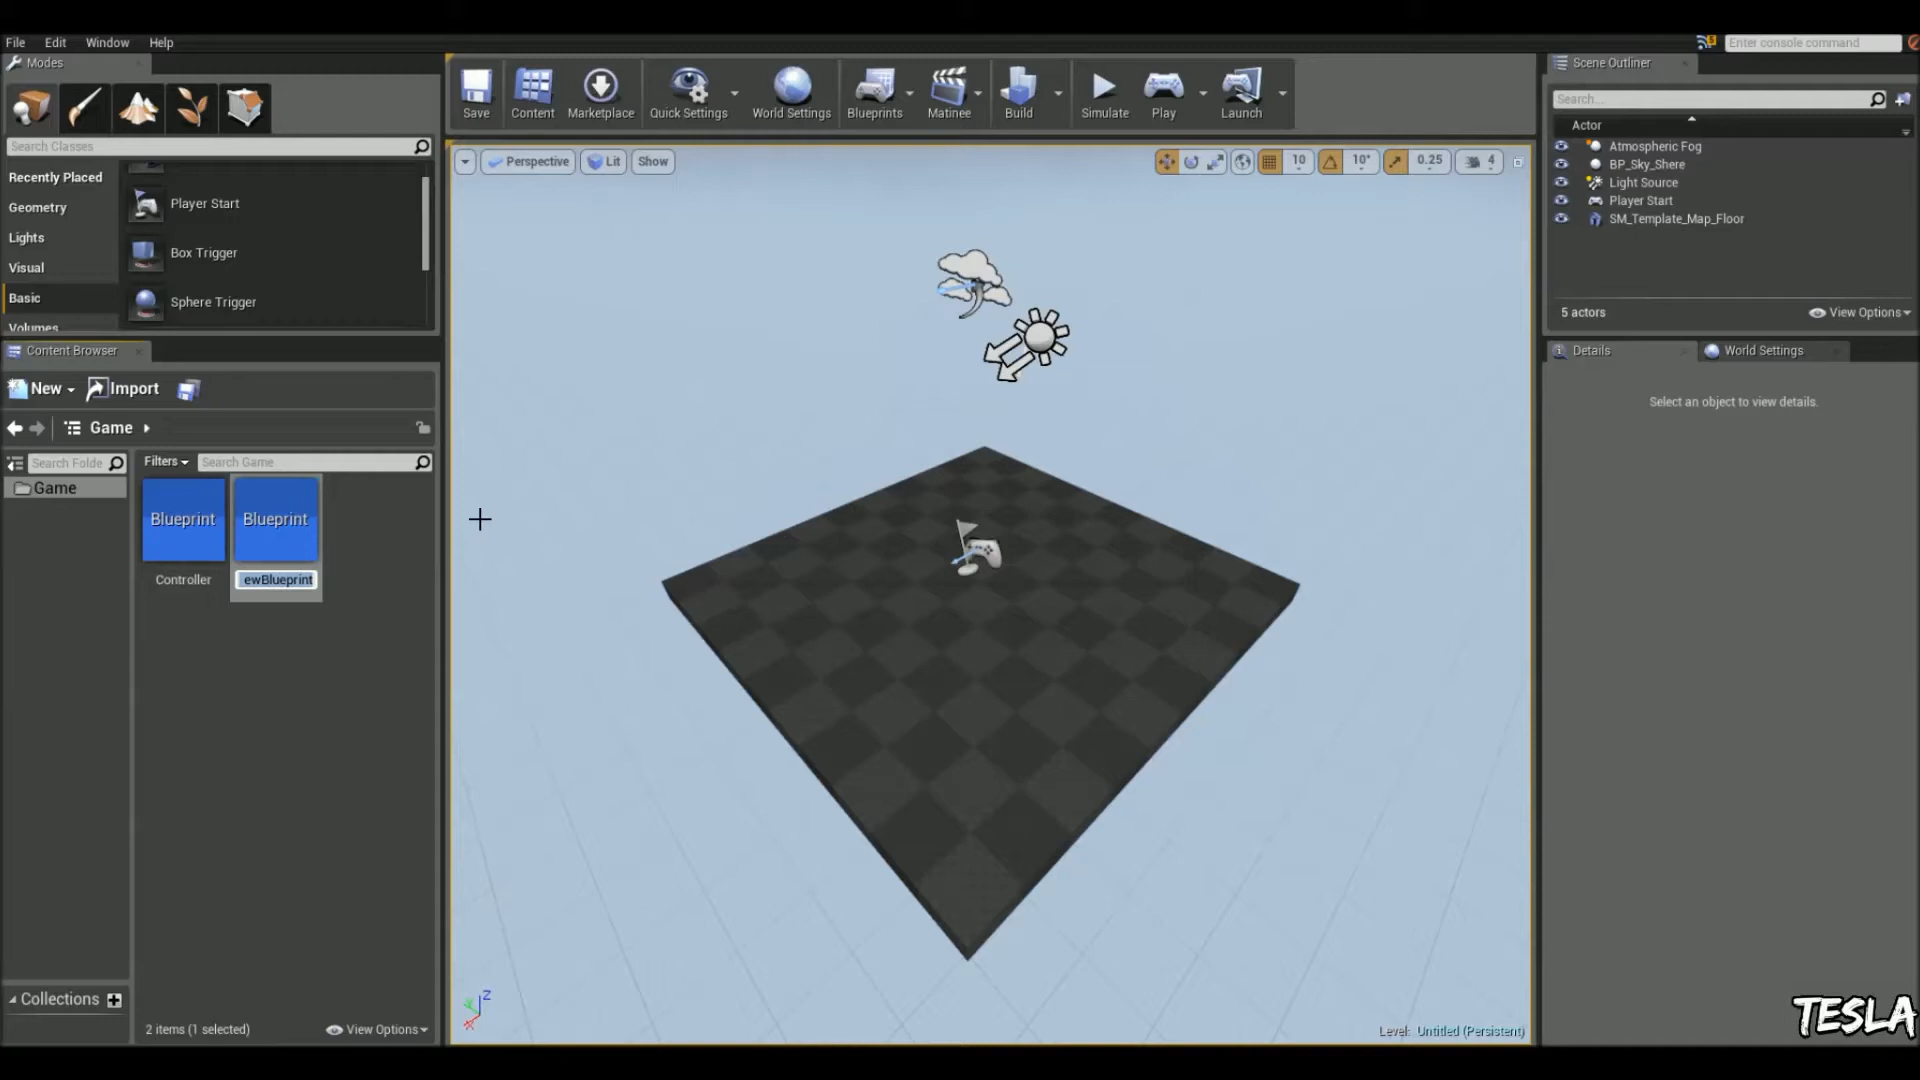 File Edit Window Help
Enter console command
Modes
Scene Outliner
Save Content Marketplace Quick Settings World Settings Blueprints Matinee Build Simulate Play Launch
Search...
Actor
Search Classes
Perspective Lit Show 10 10° 0.25 4
Atmospheric Fog
BP_Sky_Shere
Light Source
Player Start
SM_Template_Map_Floor
Recently Placed
Geometry
Lights
Visual
Basic
Volumes
Player Start
Box Trigger
Sphere Trigger
5 actors View Options
Content Browser
Details World Settings
New Import
Select an object to view details.
Game
Search Folde Filters Search Game
Game
Blueprint Blueprint
Controller ewBlueprint
Collections
2 items (1 selected) View Options
Z
X
Level: Untitled (Persistent)
TESLA